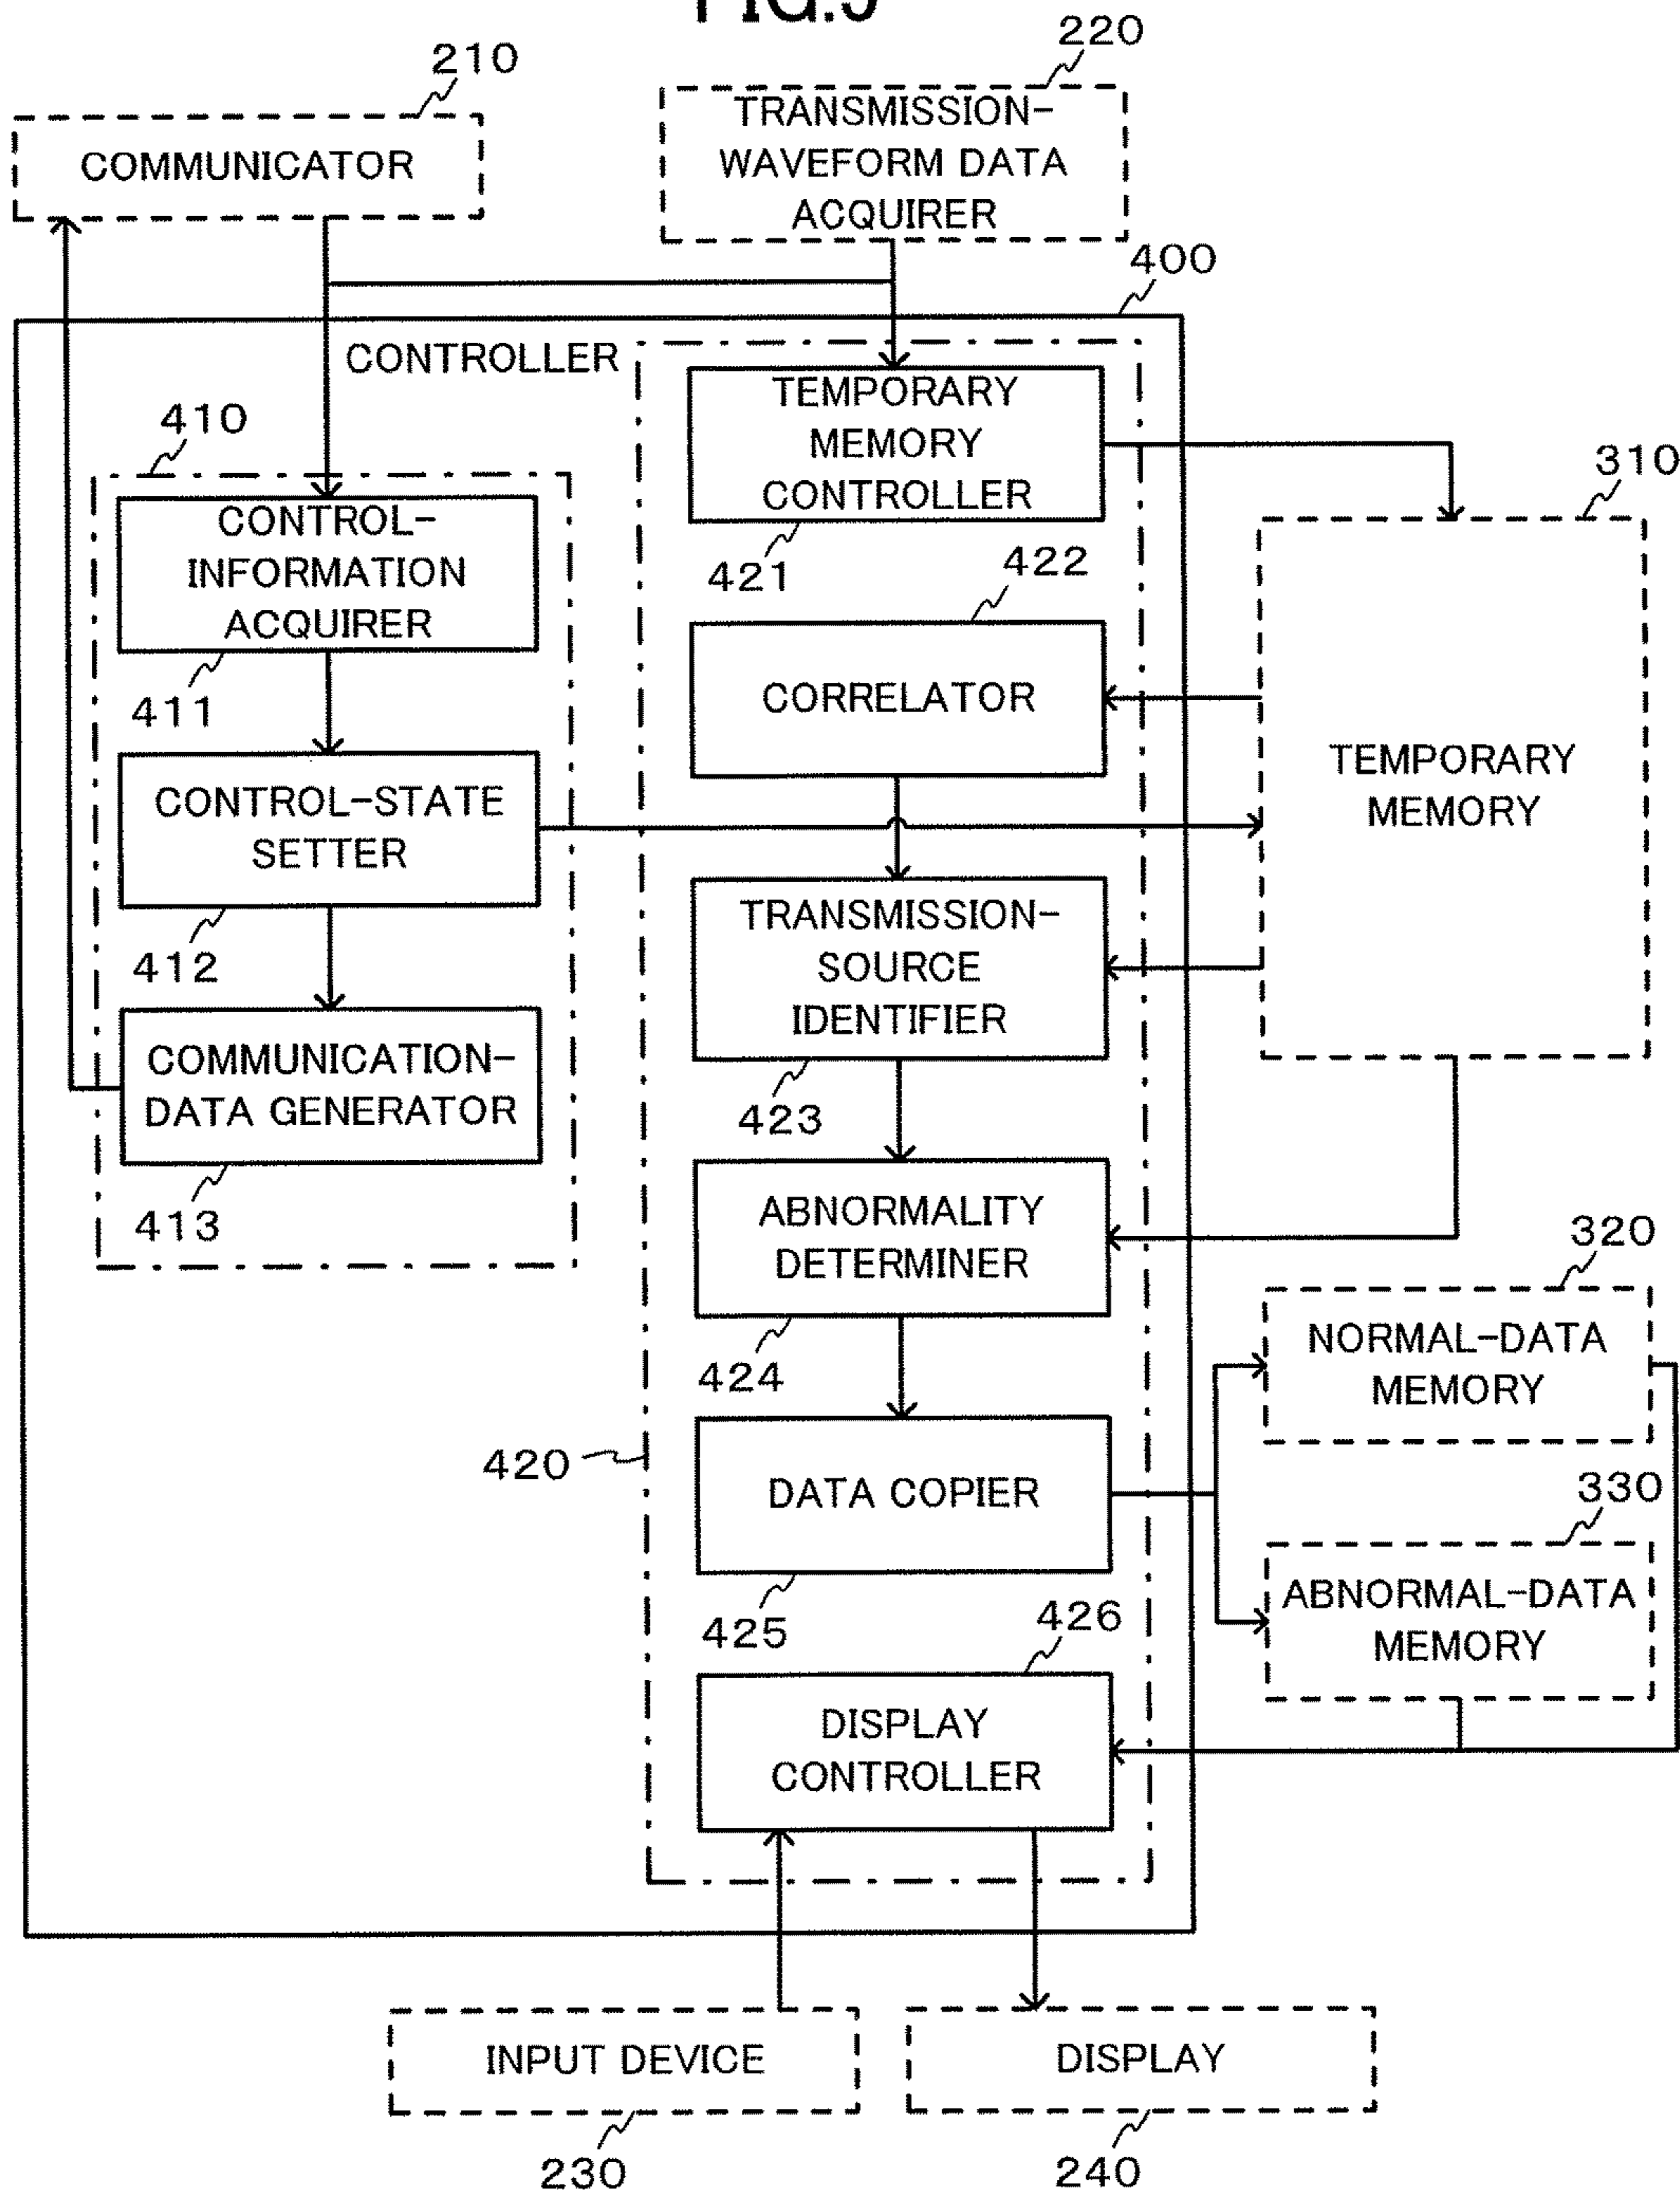 210
220
COMMUNICATOR
TRANSMISSION-
WAVEFORM DATA
ACQUIRER
400
CONTROLLER
410
TEMPORARY
MEMORY
CONTROLLER
421
310
CONTROL-
INFORMATION
ACQUIRER
411
422
CORRELATOR
TEMPORARY
MEMORY
CONTROL-STATE
SETTER
412
TRANSMISSION-
SOURCE
IDENTIFIER
423
COMMUNICATION-
DATA GENERATOR
413
ABNORMALITY
DETERMINER
424
320
NORMAL-DATA
MEMORY
420
DATA COPIER
425
330
ABNORMAL-DATA
MEMORY
426
DISPLAY
CONTROLLER
INPUT DEVICE
230
DISPLAY
240